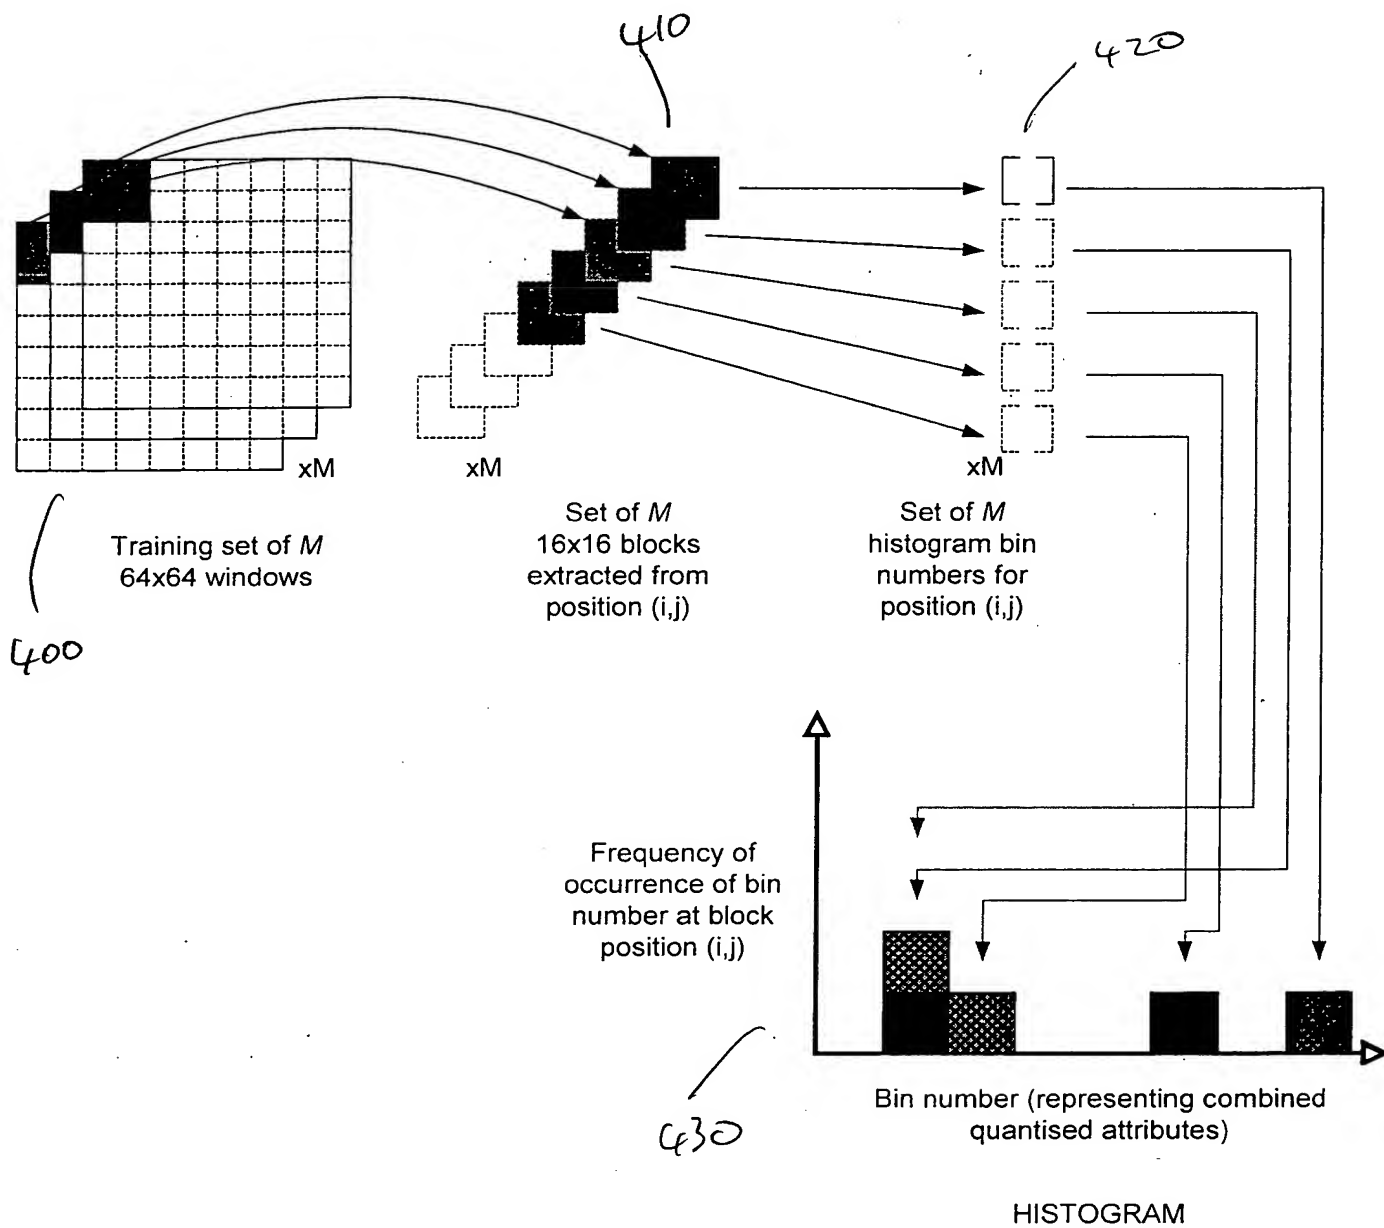 410
420
xM
xM
xM
Training set of M
64x64 windows
Set of M
16x16 blocks
extracted from
position (i,j)
Set of M
histogram bin
numbers for
position (i,j)
400
Frequency of
occurrence of bin
number at block
position (i,j)
430
Bin number (representing combined
quantised attributes)
HISTOGRAM